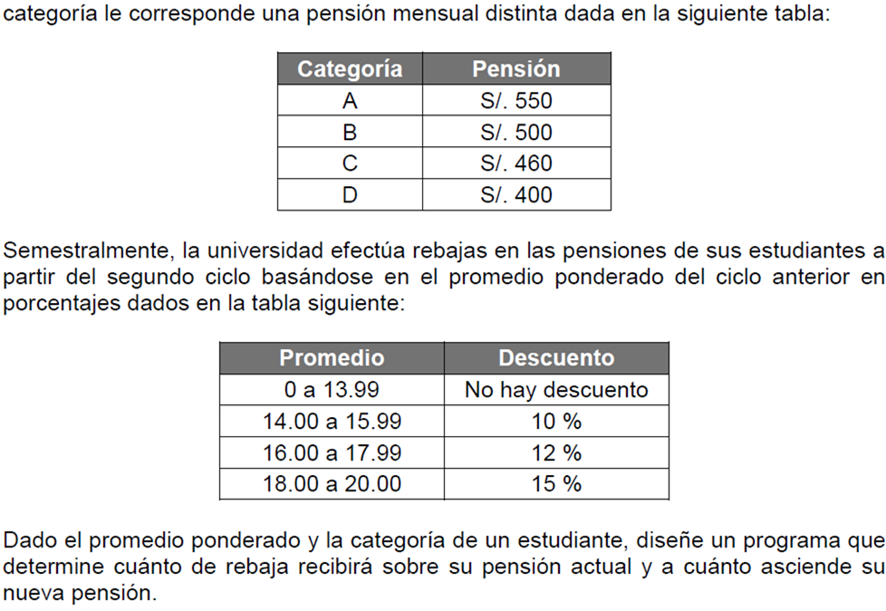 categoría le corresponde una pensión mensual distinta dada en la siguiente tabla:
Categoría Pensión
A S/. 550
B S/. 500
C S/. 460
D S/. 400
Semestralmente, la universidad efectúa rebajas en las pensiones de sus estudiantes a
partir del segundo ciclo basándose en el promedio ponderado del ciclo anterior en
porcentajes dados en la tabla siguiente:
Promedio Descuento
0 a 13.99 No hay descuento
14.00 a 15.99 10 %
16.00 a 17.99 12 %
18.00 a 20.00 15 %
Dado el promedio ponderado y la categoría de un estudiante, diseñe un programa que
determine cuánto de rebaja recibirá sobre su pensión actual y a cuánto asciende su
nueva pensión.